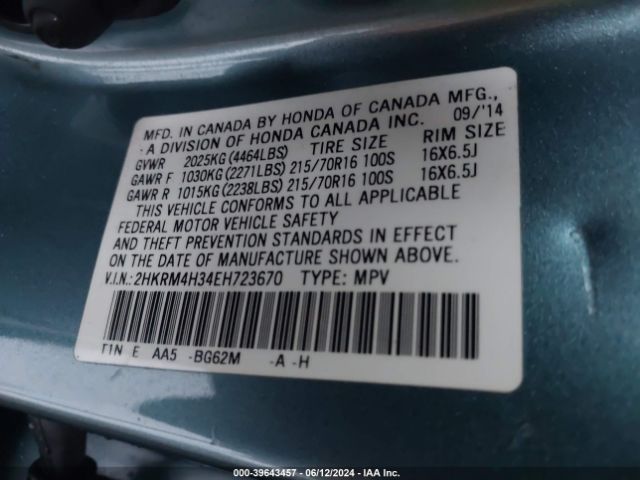 MFD. IN CANADA BY HONDA OF CANADA MFG.,
-A DIVISION OF HONDA CANADA INC. 09/'14
GVWR 2025KG (4464LBS) TIRE SIZE RIM SIZE
GAWR F 1030KG (2271LBS) 215/70R16 100S 16X6.5J
GAWR R 1015KG (2238LBS) 215/70R16 100S 16X6.5J
THIS VEHICLE CONFORMS TO ALL APPLICABLE
FEDERAL MOTOR VEHICLE SAFETY
AND THEFT PREVENTION STANDARDS IN EFFECT
ON THE DATE OF MANUFACTURE SHOWN ABOVE.
V.I.N.: 2HKRM4H34EH723670 TYPE: MPV
T1N E AA5 -BG62M -A -H
000-39643457 - 06/12/2024 - IAA Inc.